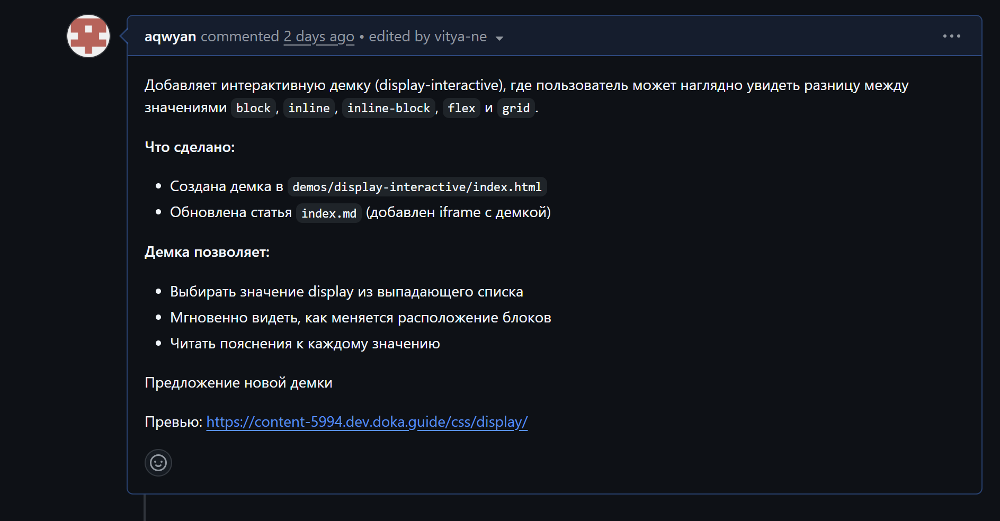 aqwyan commented 2 days ago • edited by vitya-ne
Добавляет интерактивную демку (display-interactive), где пользователь может наглядно увидеть разницу между
значениями block, inline, inline-block, flex и grid.
Что сделано:
• Создана демка в demos/display-interactive/index.html
• Обновлена статья index.md (добавлен iframe с демкой)
Демка позволяет:
• Выбирать значение display из выпадающего списка
• Мгновенно видеть, как меняется расположение блоков
• Читать пояснения к каждому значению
Предложение новой демки
Превью: https://content-5994.dev.doka.guide/css/display/